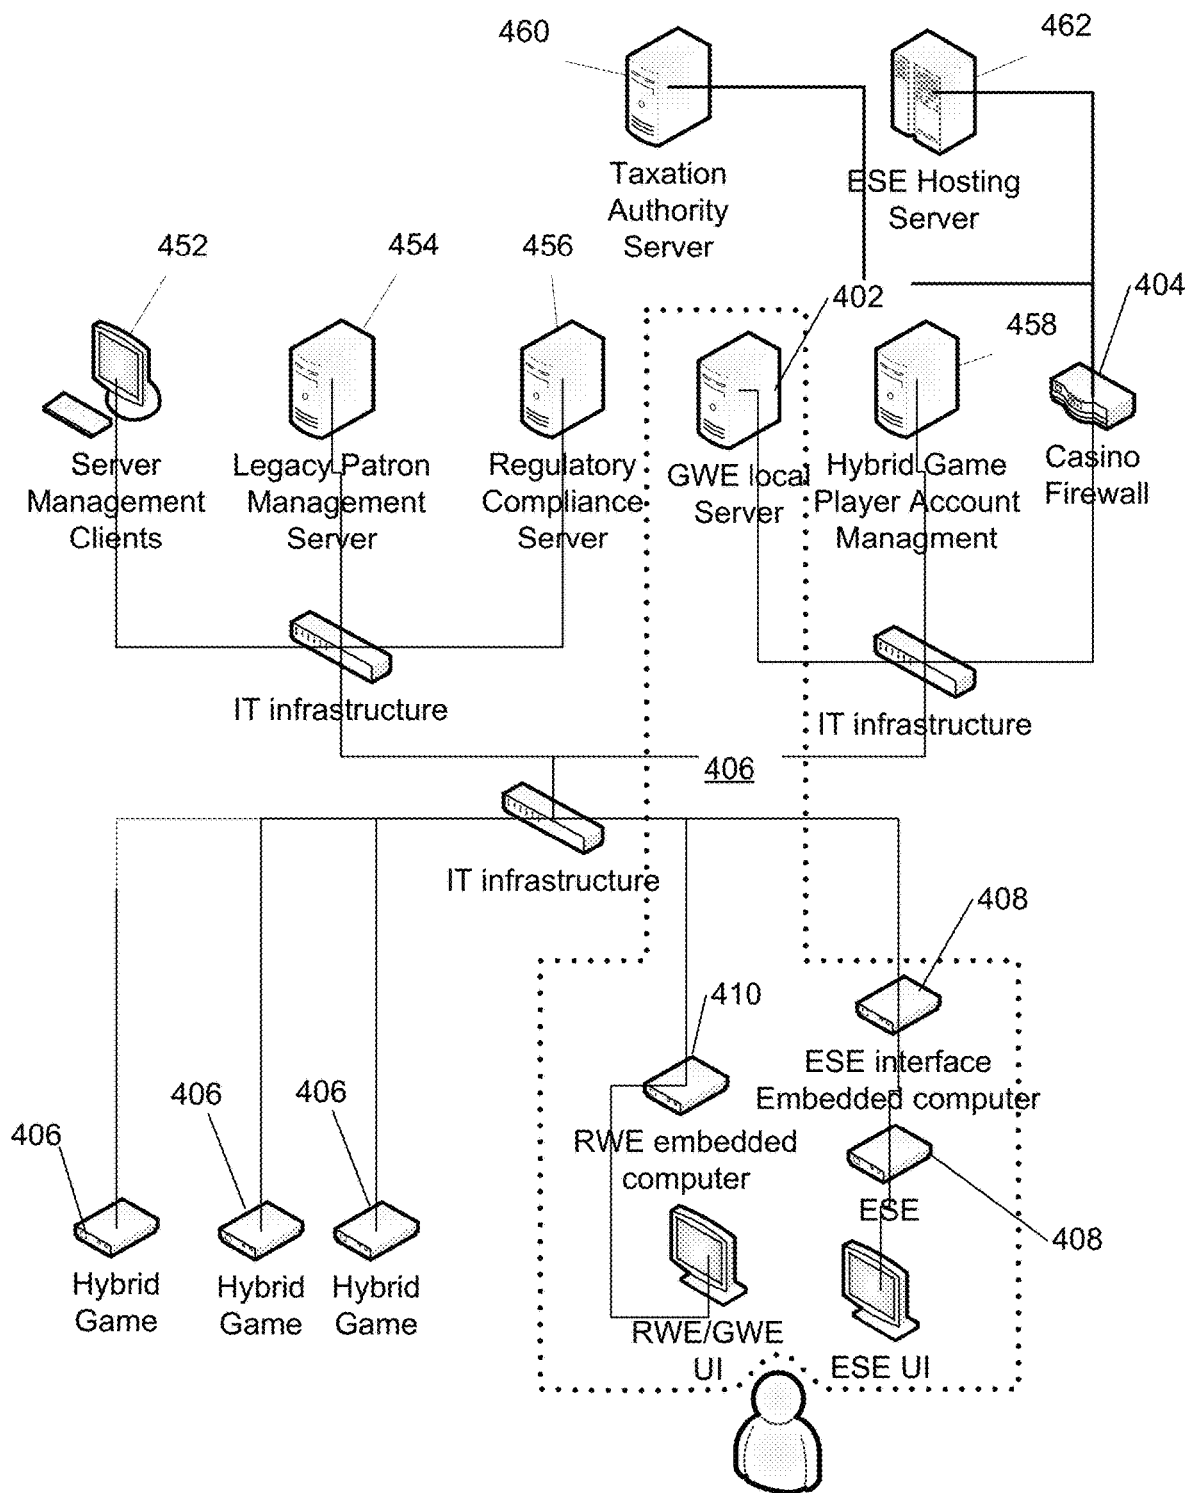 460
462
Taxation
Authority
Server
ESE Hosting
Server
452
454
456
402
404
458
Server
Management
Clients
Legacy Patron
Management
Server
Regulatory
Compliance
Server
GWE local
Server
Hybrid Game
Player Account
Managment
Casino
Firewall
IT infrastructure
IT infrastructure
406
IT infrastructure
408
410
ESE interface
Embedded computer
406
406
406
RWE embedded
computer
ESE
408
Hybrid
Game
Hybrid
Game
Hybrid
Game
RWE/GWE
UI
ESE UI